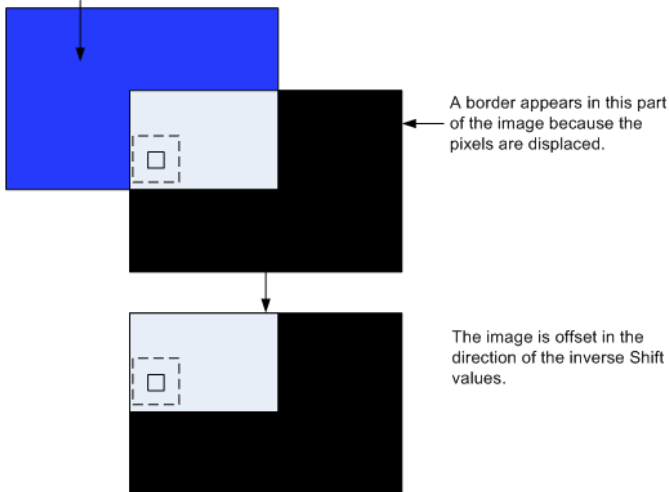 A border appears in this part
of the image because the
pixels are displaced.
The image is offset in the
direction of the inverse Shift
values.